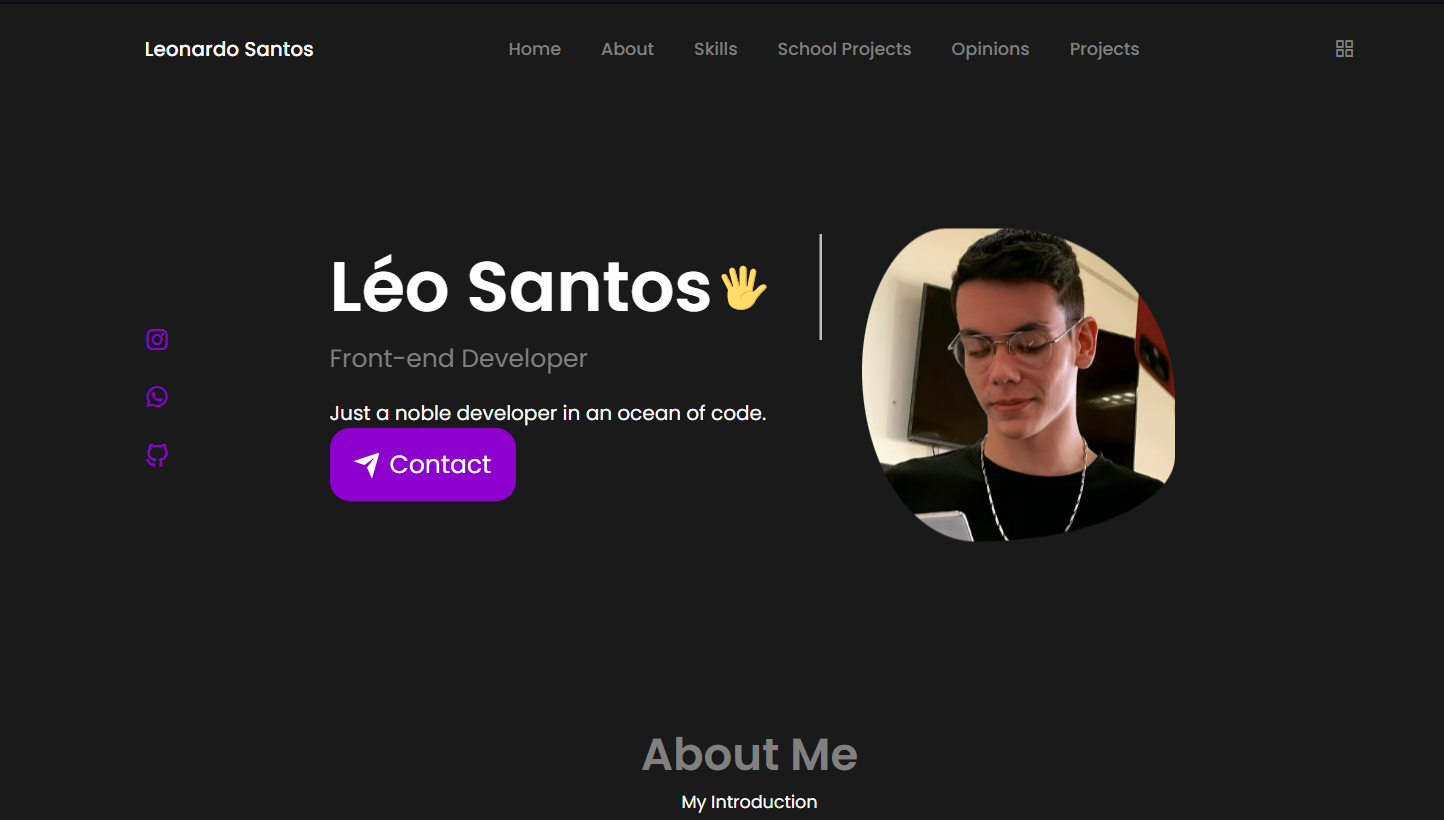 Leonardo Santos
Home About Skills School Projects Opinions Projects
Léo Santos🖐
Front-end Developer
Just a noble developer in an ocean of code.
Contact
About Me
My Introduction